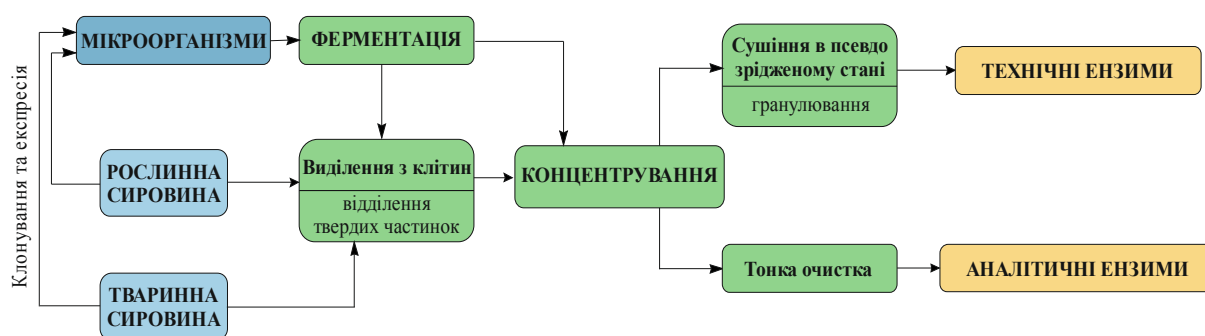 Клонування та експресія
МІКРООРГАНІЗМИ
ФЕРМЕНТАЦІЯ
Сушіння в псевдо
зрідженому стані
гранулювання
ТЕХНІЧНІ ЕНЗИМИ
РОСЛИННА
СИРОВИНА
Виділення з клітин
відділення
твердих частинок
КОНЦЕНТРУВАННЯ
ТВАРИННА
СИРОВИНА
Тонка очистка
АНАЛІТИЧНІ ЕНЗИМИ